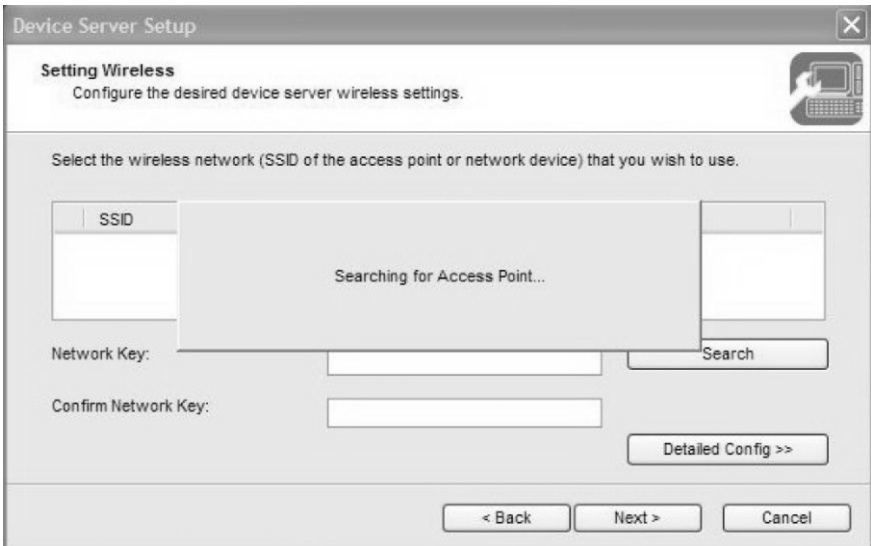 Device Server Setup
Setting Wireless
Configure the desired device server wireless settings.
Select the wireless network (SSID of the access point or network device) that you wish to use.
SSID
Searching for Access Point...
Network Key:
Search
Confirm Network Key:
Detailed Config >>
< Back
Next >
Cancel